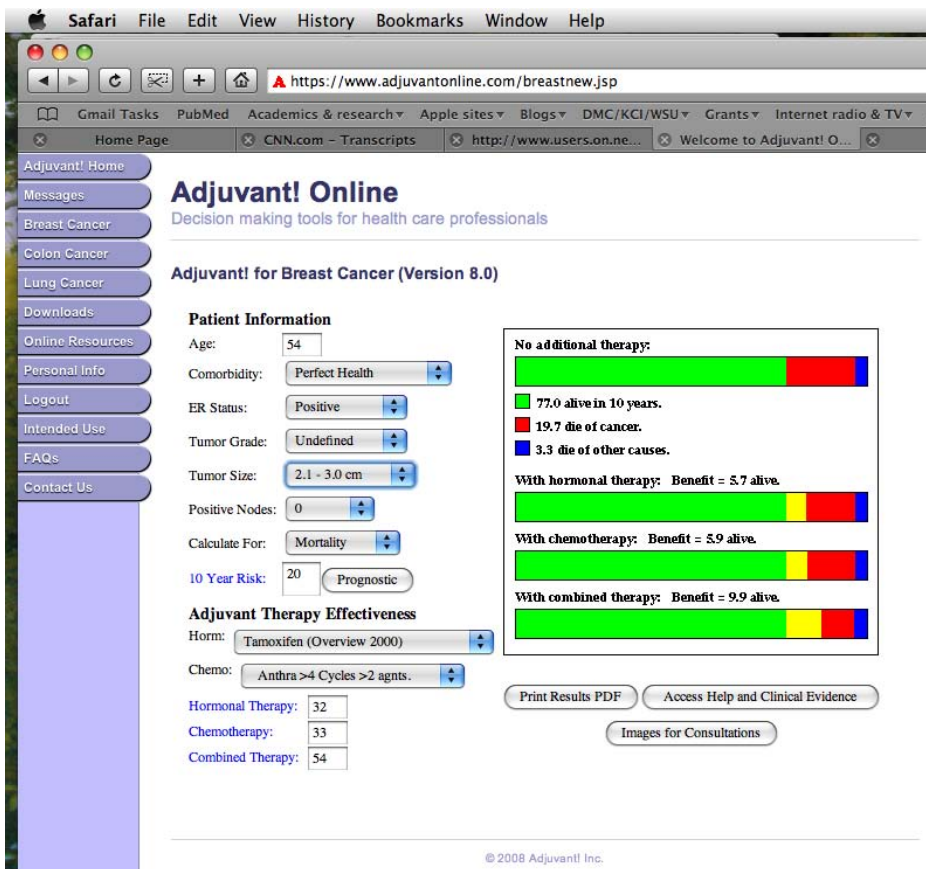 Safari File Edit View History Bookmarks Window Help
https://www.adjuvantonline.com/breastnew.jsp
Gmail Tasks PubMed Academics & research Apple sites Blogs DMC/KCI/WSU Grants Internet radio & TV
Home Page CNN.com – Transcripts http://www.users.on.ne... Welcome to Adjuvant! O...
Adjuvant! Home
Messages
Breast Cancer
Colon Cancer
Lung Cancer
Downloads
Online Resources
Personal Info
Logout
Intended Use
FAQs
Contact Us
Adjuvant! Online
Decision making tools for health care professionals
Adjuvant! for Breast Cancer (Version 8.0)
Patient Information
Age: 54
Comorbidity: Perfect Health
ER Status: Positive
Tumor Grade: Undefined
Tumor Size: 2.1 - 3.0 cm
Positive Nodes: 0
Calculate For: Mortality
10 Year Risk: 20 Prognostic
Adjuvant Therapy Effectiveness
Horm: Tamoxifen (Overview 2000)
Chemo: Anthra >4 Cycles >2 agnts.
Hormonal Therapy: 32
Chemotherapy: 33
Combined Therapy: 54
No additional therapy:
77.0 alive in 10 years.
19.7 die of cancer.
3.3 die of other causes.
With hormonal therapy: Benefit = 5.7 alive.
With chemotherapy: Benefit = 5.9 alive.
With combined therapy: Benefit = 9.9 alive.
Print Results PDF Access Help and Clinical Evidence
Images for Consultations
© 2008 Adjuvant! Inc.